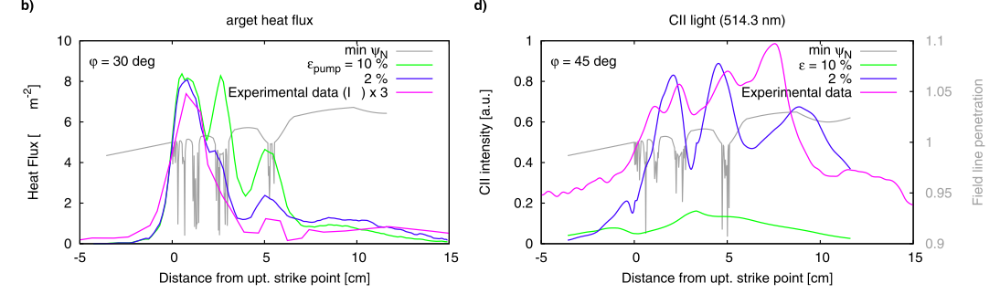 b)
arget heat flux
φ = 30 deg
min ψN
εpump = 10 %
2 %
Experimental data (I ) x 3
Heat Flux [ m-2]
10
8
6
4
2
0
-5 0 5 10 15
Distance from upt. strike point [cm]
d)
CII light (514.3 nm)
φ = 45 deg
min ψN
ε = 10 %
2 %
Experimental data
CII intensity [a.u.]
1
0.8
0.6
0.4
0.2
0
1.1
1.05
1
0.95
0.9
Field line penetration
-5 0 5 10 15
Distance from upt. strike point [cm]